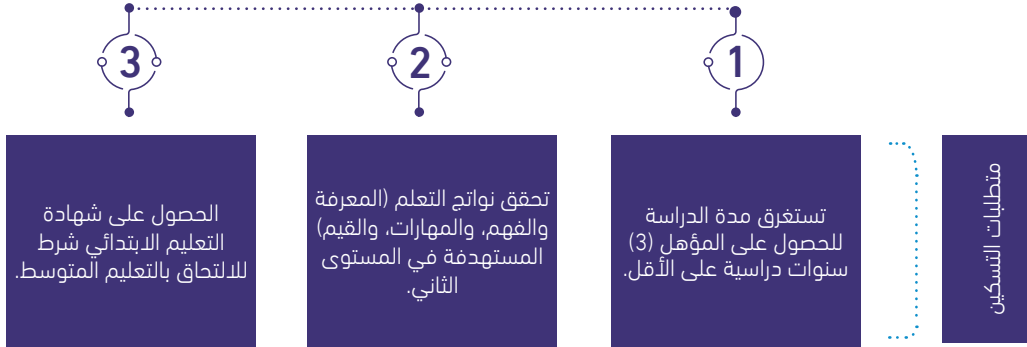 متطلبات التسكين
1
تستغرق مدة الدراسة
للحصول على المؤهل (3)
سنوات دراسية على الأقل.
2
تحقق نواتج التعلم (المعرفة
والفهم، والمهارات، والقيم)
المستهدفة في المستوى
الثاني.
3
الحصول على شهادة
التعليم الابتدائي شرط
للالتحاق بالتعليم المتوسط.